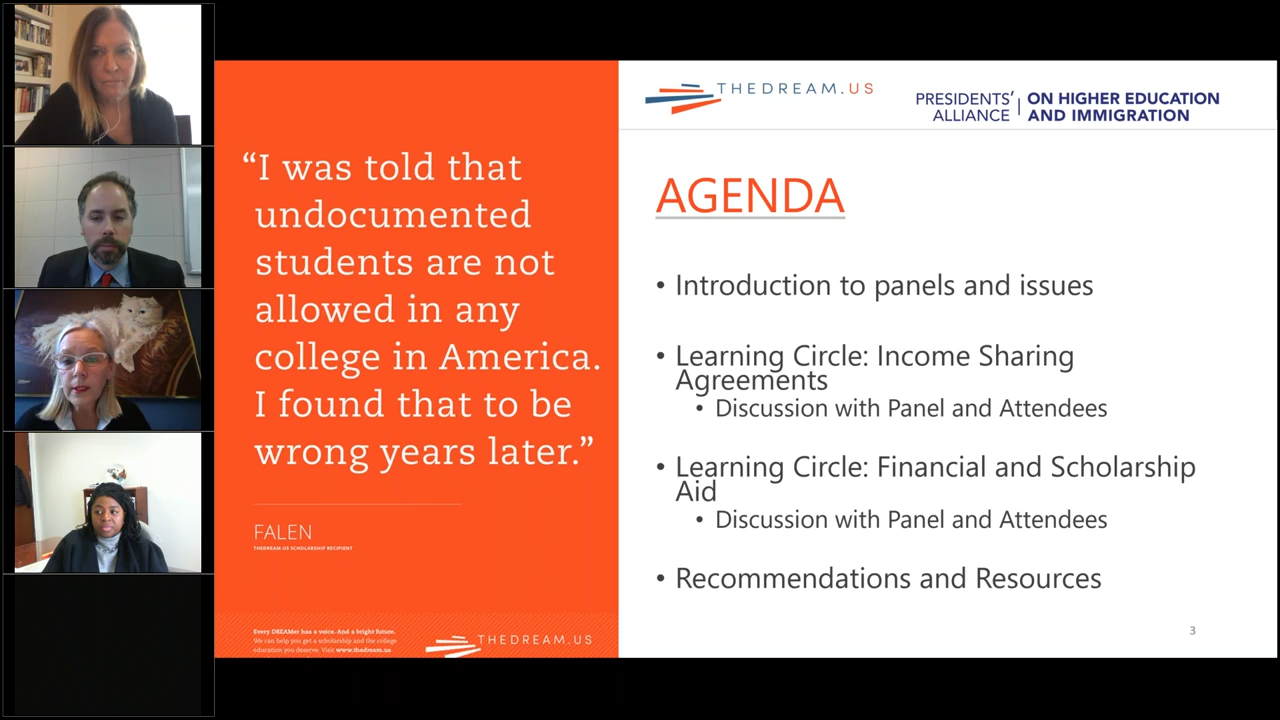 “I was told that
undocumented
students are not
allowed in any
college in America.
I found that to be
wrong years later.”
FALEN
THEDREAM.US SCHOLARSHIP RECIPIENT
Every DREAMer has a voice. And a bright future.
We can help you get a scholarship and the college
education you deserve. Visit www.thedream.us
THEDREAM.US
THEDREAM.US
PRESIDENTS’ ALLIANCE | ON HIGHER EDUCATION AND IMMIGRATION
AGENDA
• Introduction to panels and issues
• Learning Circle: Income Sharing
Agreements
• Discussion with Panel and Attendees
• Learning Circle: Financial and Scholarship
Aid
• Discussion with Panel and Attendees
• Recommendations and Resources
3